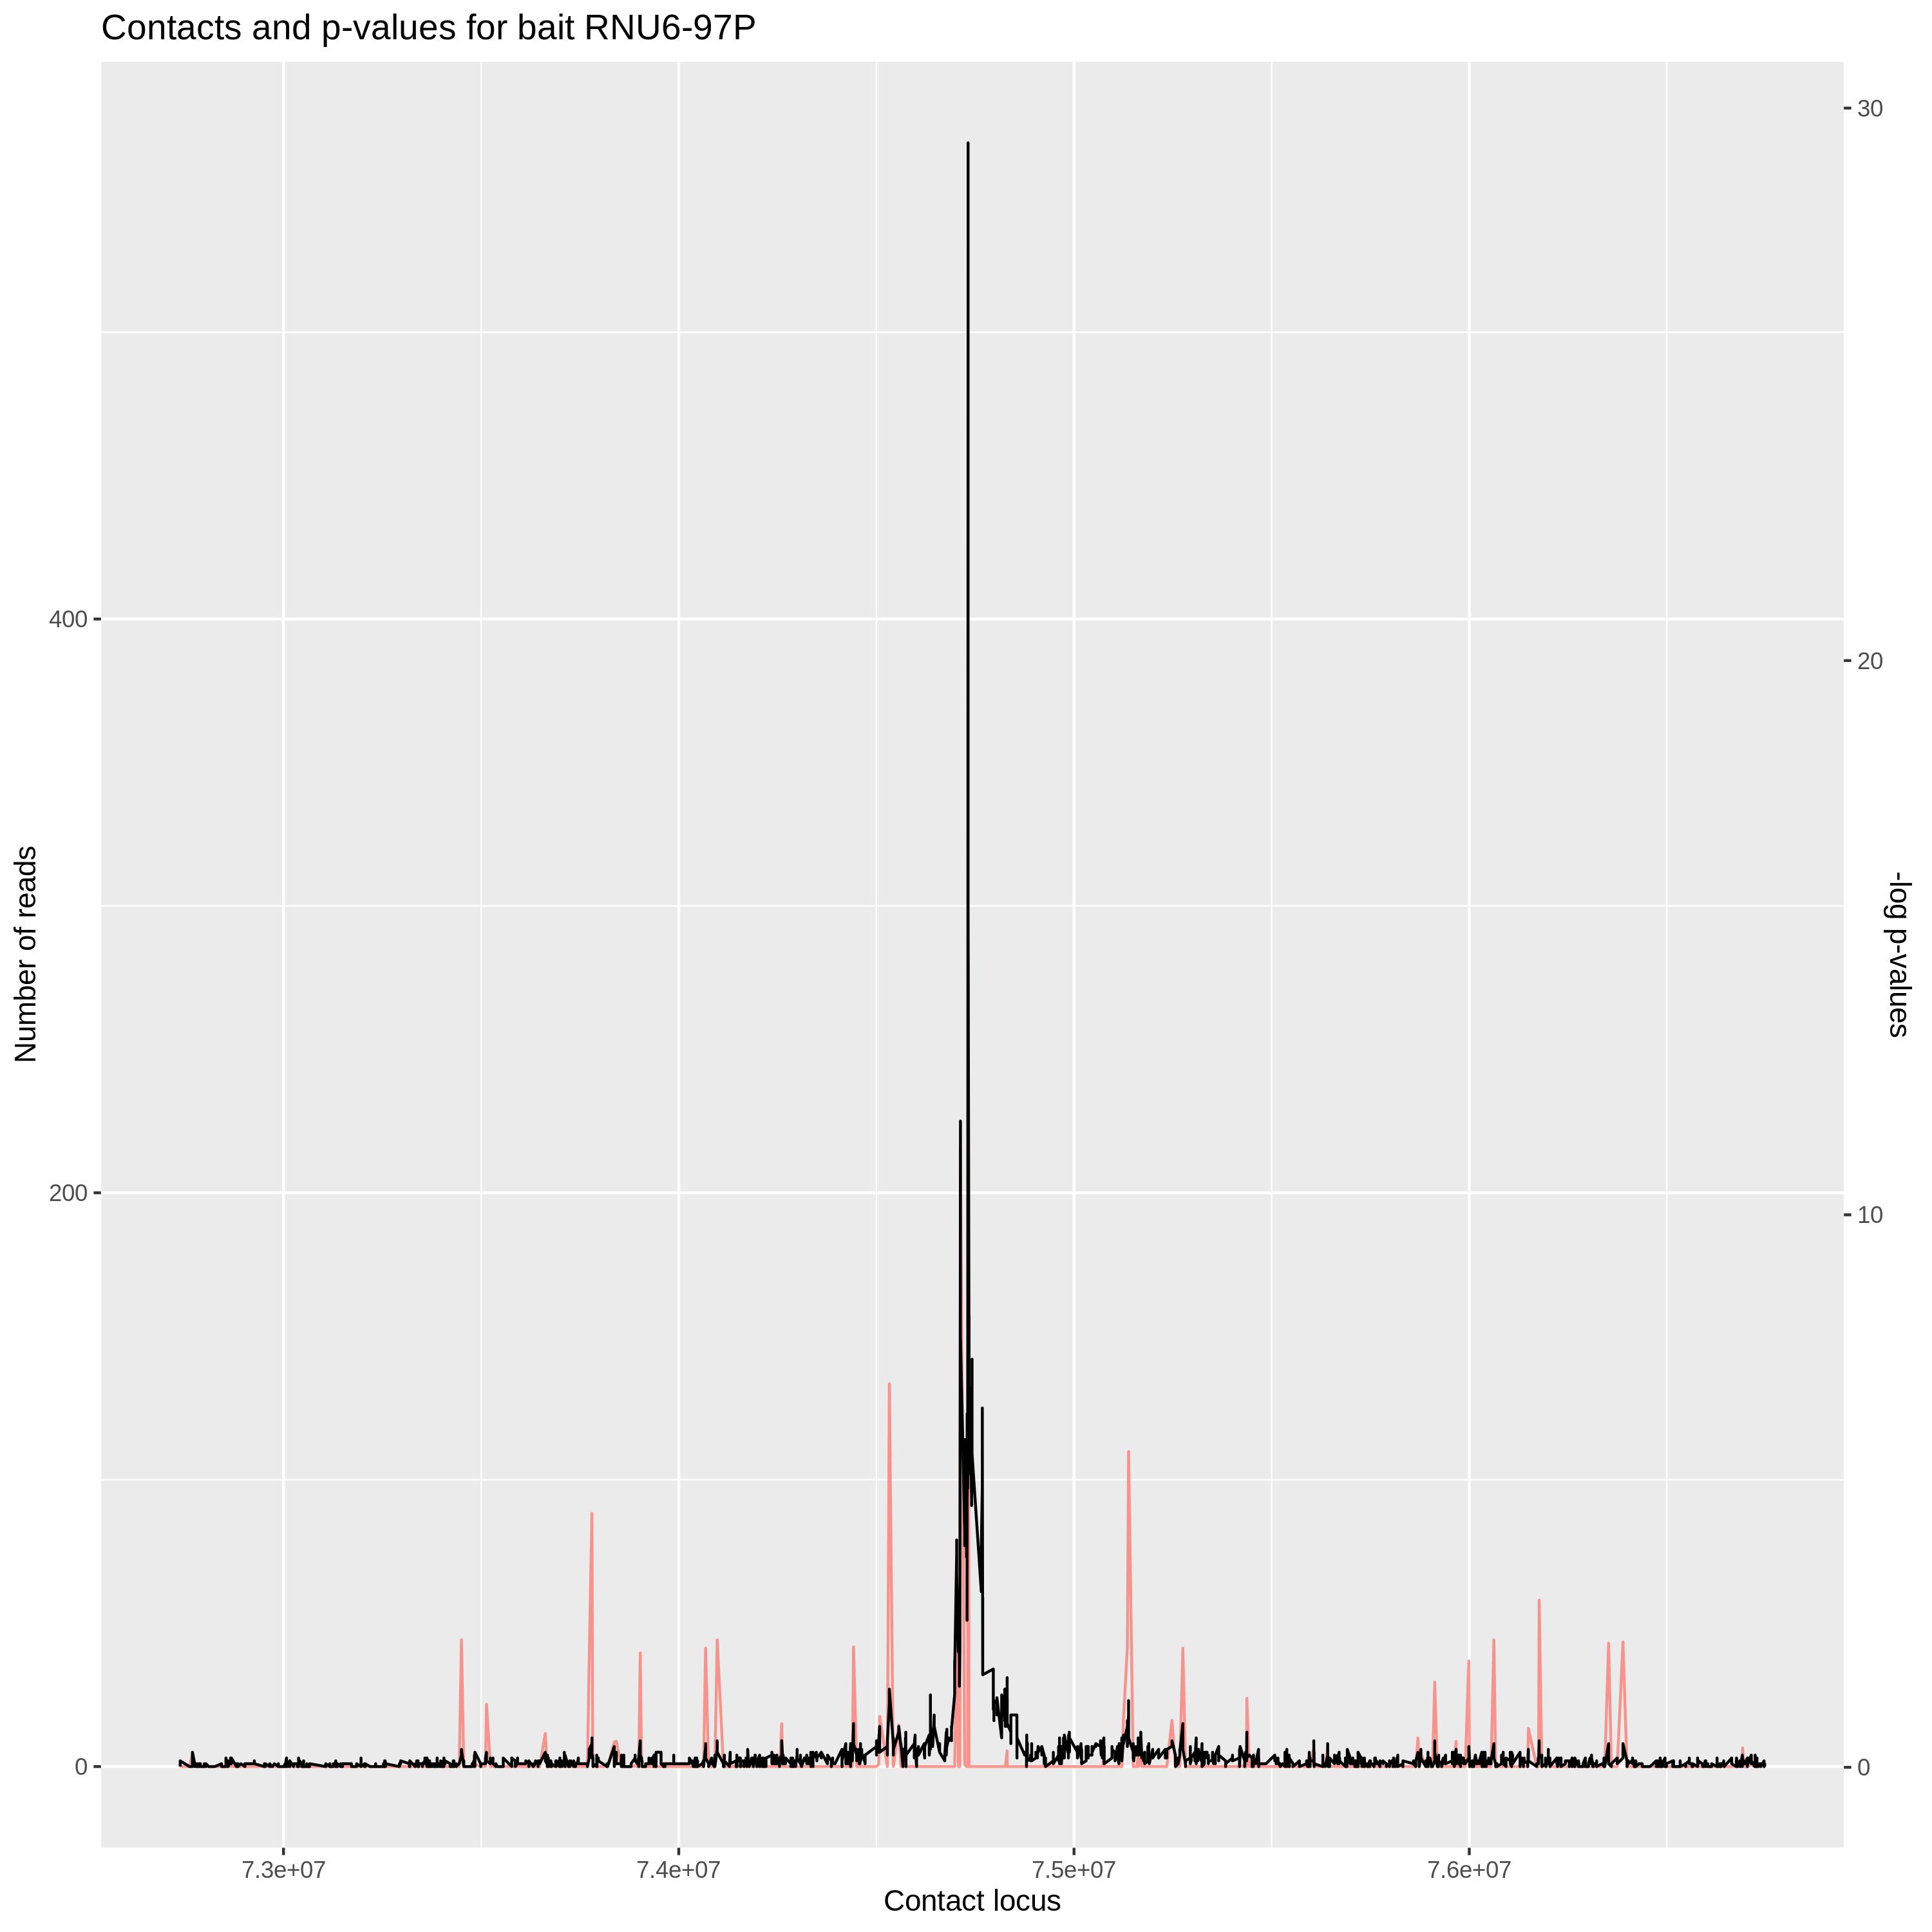 Contacts and p-values for bait RNU6-97P
30
400
20
Number of reads
-log p-values
200
10
0
0
7.3e+07
7.4e+07
7.5e+07
7.6e+07
Contact locus